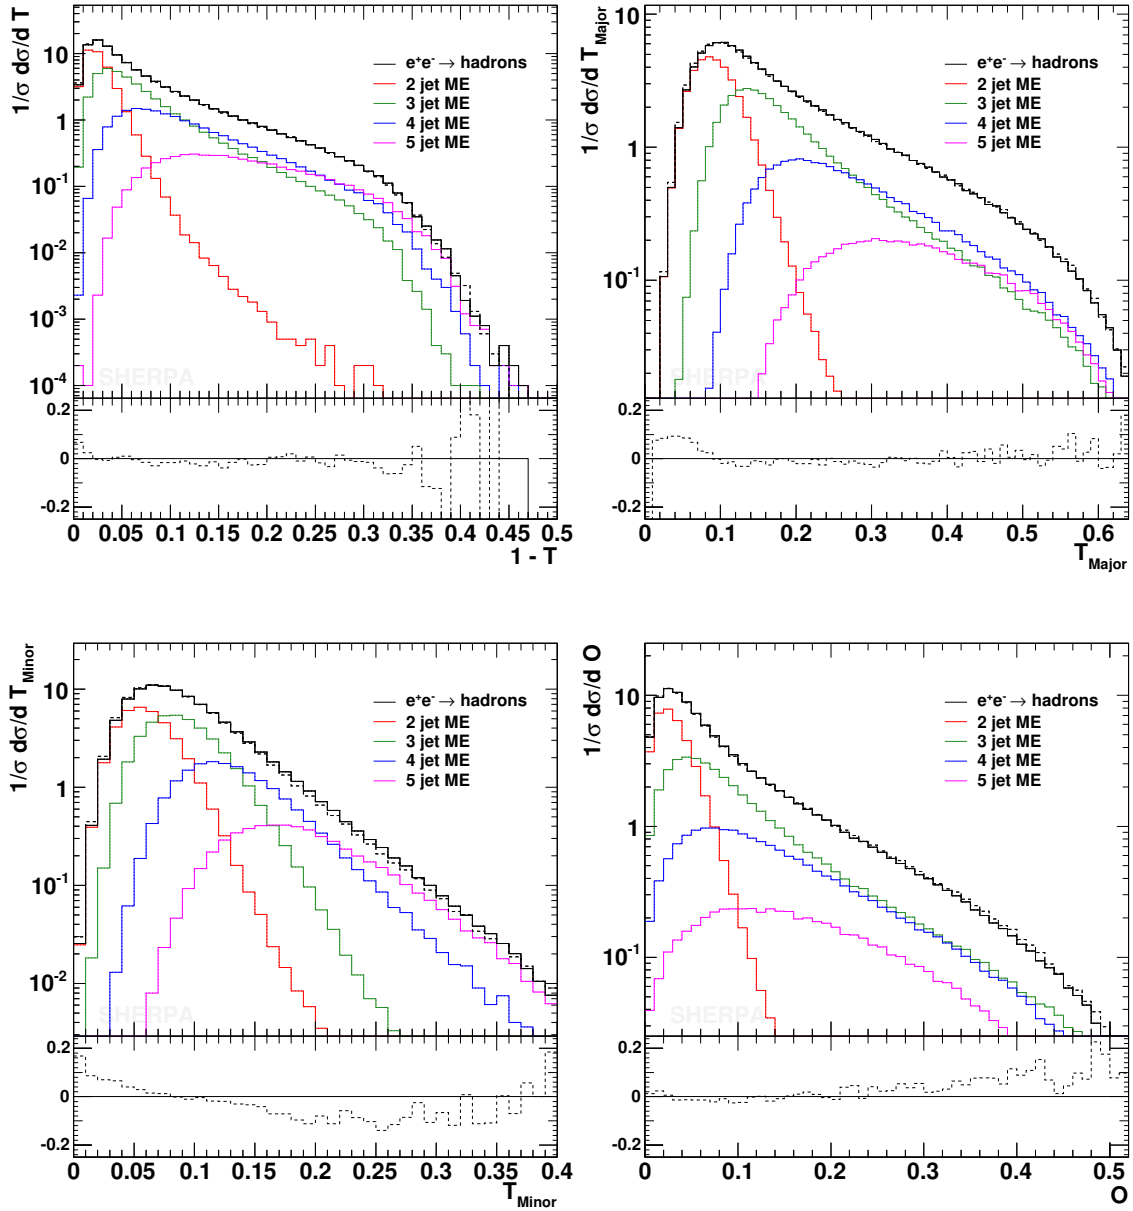 1/σ dσ/d T
10
1
10-1
10-2
10-3
10-4
e+e- → hadrons
2 jet ME
3 jet ME
4 jet ME
5 jet ME
SHERPA
0.2
0
-0.2
0 0.05 0.1 0.15 0.2 0.25 0.3 0.35 0.4 0.45 0.5
1 - T
1/σ dσ/d TMajor
10
1
10-1
e+e- → hadrons
2 jet ME
3 jet ME
4 jet ME
5 jet ME
SHERPA
0.2
0
-0.2
0 0.1 0.2 0.3 0.4 0.5 0.6
TMajor
1/σ dσ/d TMinor
10
1
10-1
10-2
e+e- → hadrons
2 jet ME
3 jet ME
4 jet ME
5 jet ME
SHERPA
0.2
0
-0.2
0 0.05 0.1 0.15 0.2 0.25 0.3 0.35 0.4
TMinor
1/σ dσ/d O
10
1
10-1
e+e- → hadrons
2 jet ME
3 jet ME
4 jet ME
5 jet ME
SHERPA
0.2
0
-0.2
0 0.1 0.2 0.3 0.4 0.5
O